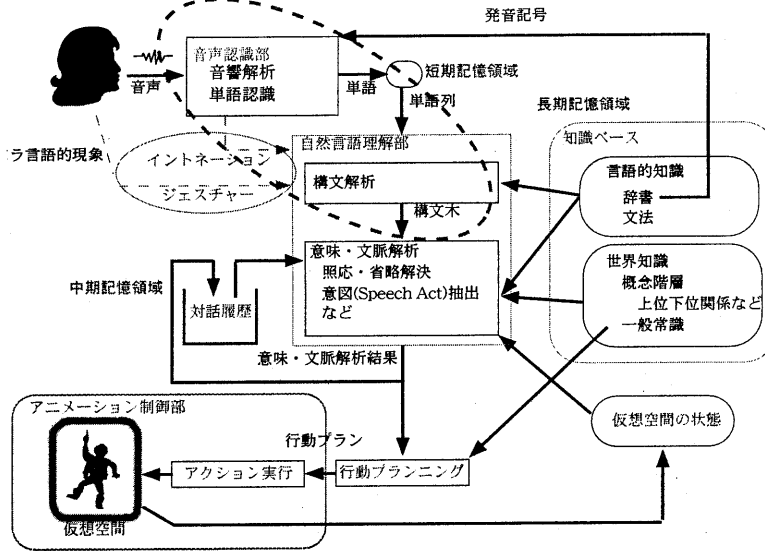 発音記号
音声認識部
音響解析
単語認識
音声
単語
短期記憶領域
単語列
長期記憶領域
知識ベース
自然言語理解部
ラ言語的現象
イントネーション
ジェスチャー
構文解析
構文木
言語的知識
辞書
文法
意味・文脈解析
照応・省略解決
意図(Speech Act)抽出
など
世界知識
概念階層
上位下位関係など
一般常識
中期記憶領域
対話履歴
意味・文脈解析結果
アニメーション制御部
仮想空間の状態
行動プラン
アクション実行
行動プランニング
仮想空間